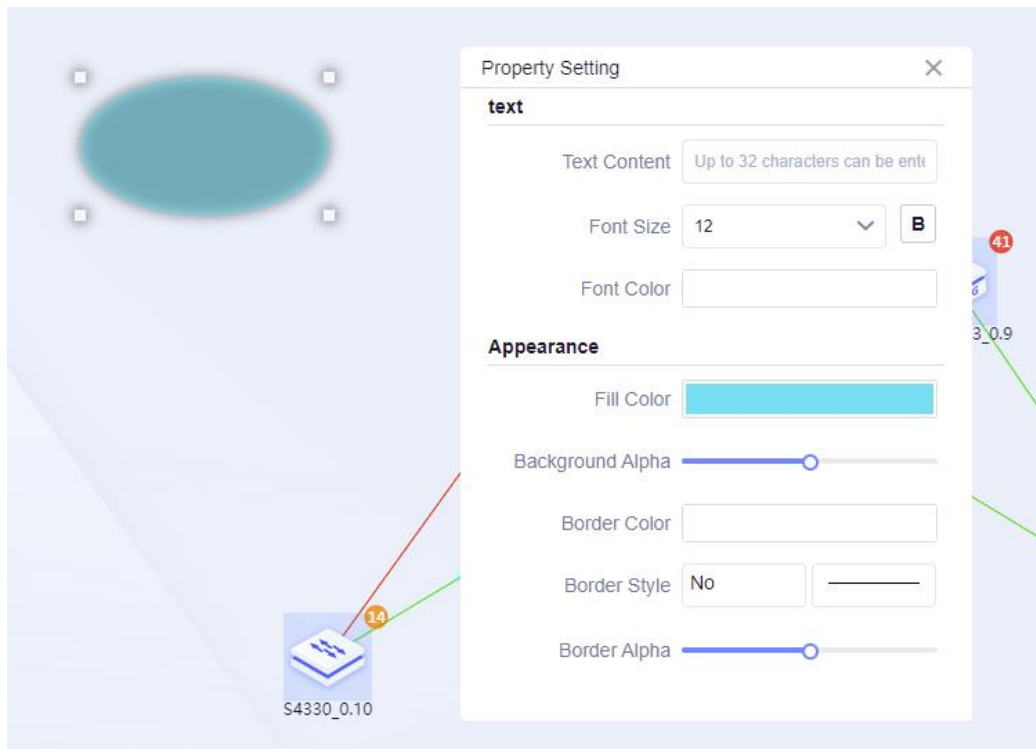 Property Setting
text
Text Content Up to 32 characters can be ente
Font Size 12 B
Font Color
41
3_0.9
Appearance
Fill Color
Background Alpha
Border Color
Border Style No
14
Border Alpha
S4330_0.10